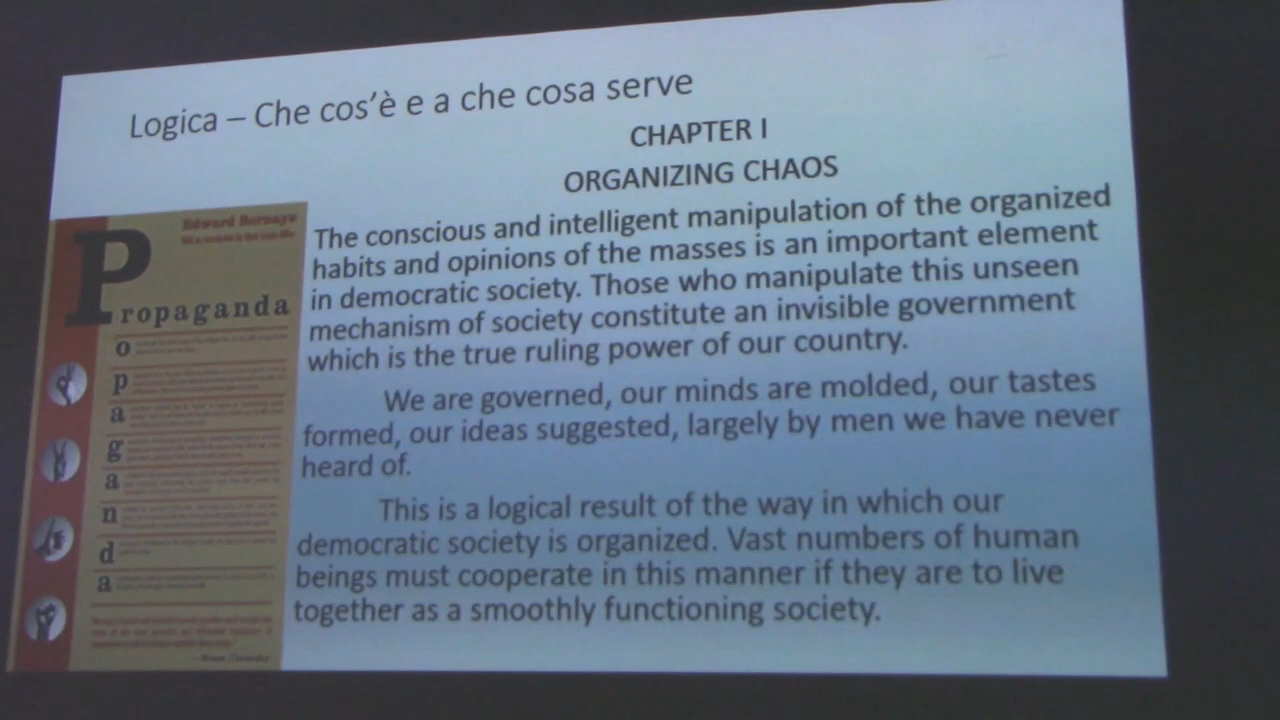 Logica – Che cos'è e a che cosa serve
CHAPTER I
ORGANIZING CHAOS
Edward Bernays
Propaganda
o
p
a
g
a
n
d
a
The conscious and intelligent manipulation of the organized
habits and opinions of the masses is an important element
in democratic society. Those who manipulate this unseen
mechanism of society constitute an invisible government
which is the true ruling power of our country.
We are governed, our minds are molded, our tastes
formed, our ideas suggested, largely by men we have never
heard of.
This is a logical result of the way in which our
democratic society is organized. Vast numbers of human
beings must cooperate in this manner if they are to live
together as a smoothly functioning society.